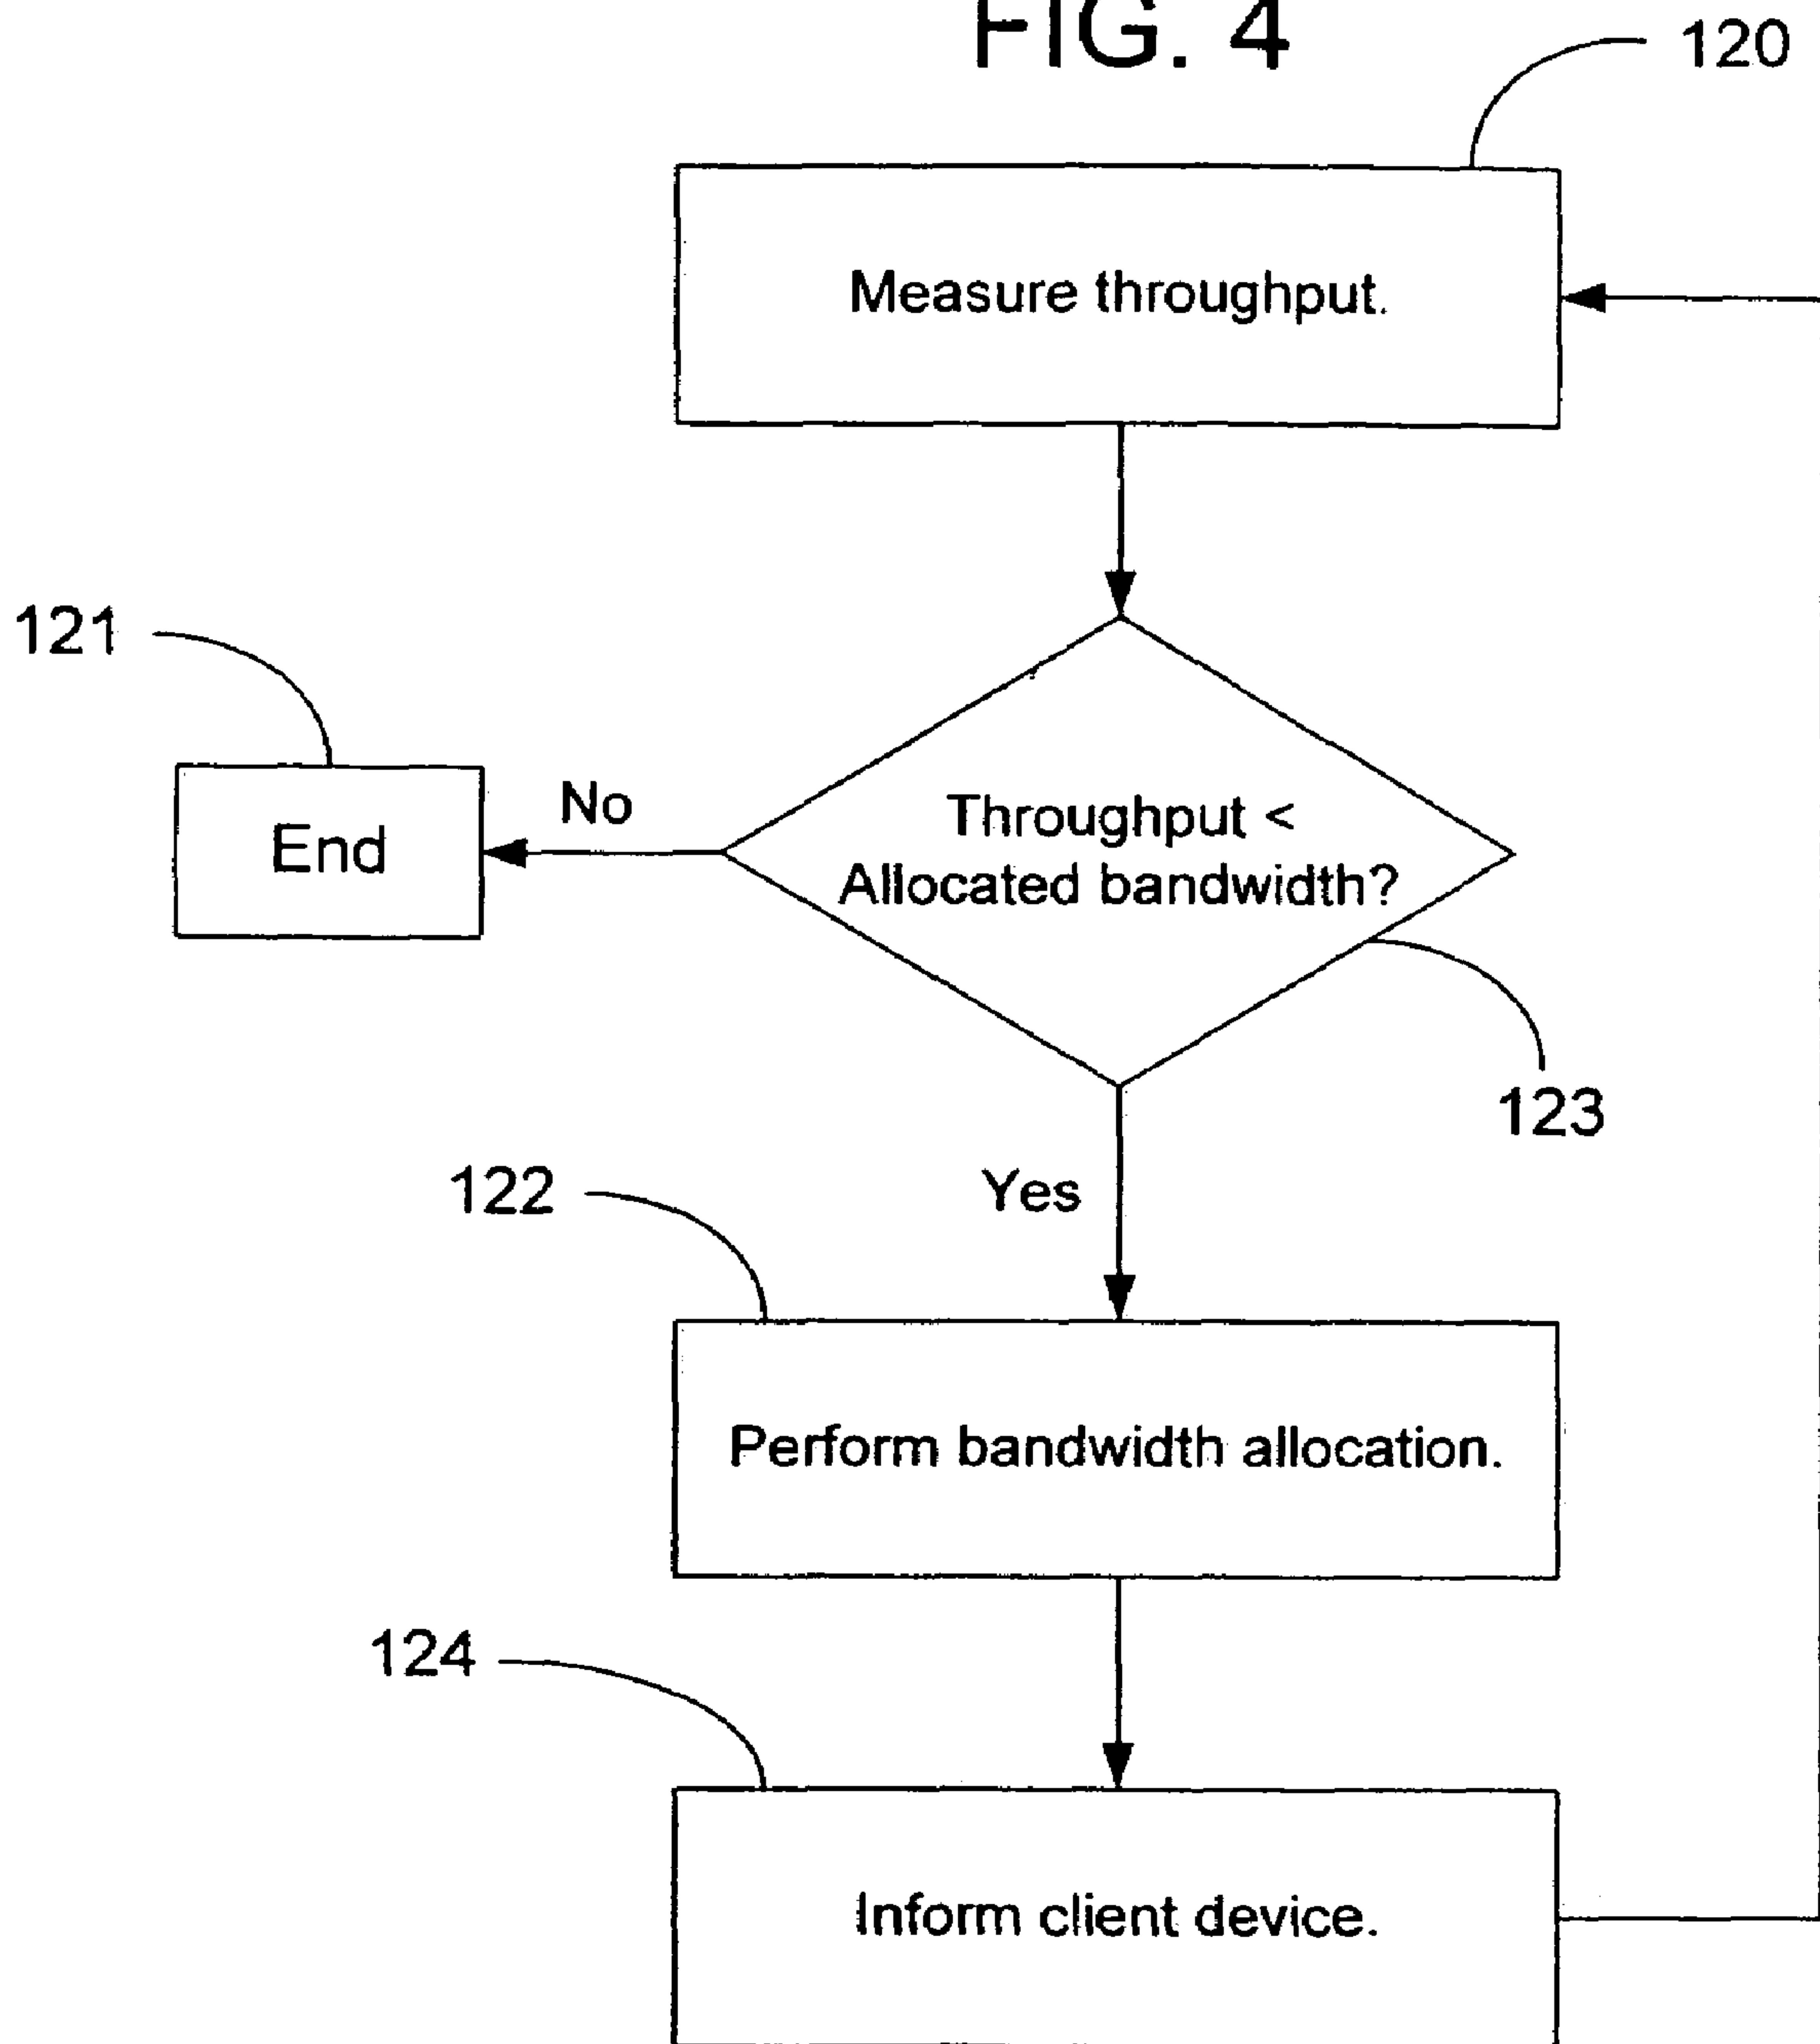 FIG. 4
120
Measure throughput.
121
No
End
Throughput <
Allocated bandwidth?
123
122
Yes
Perform bandwidth allocation.
124
Inform client device.